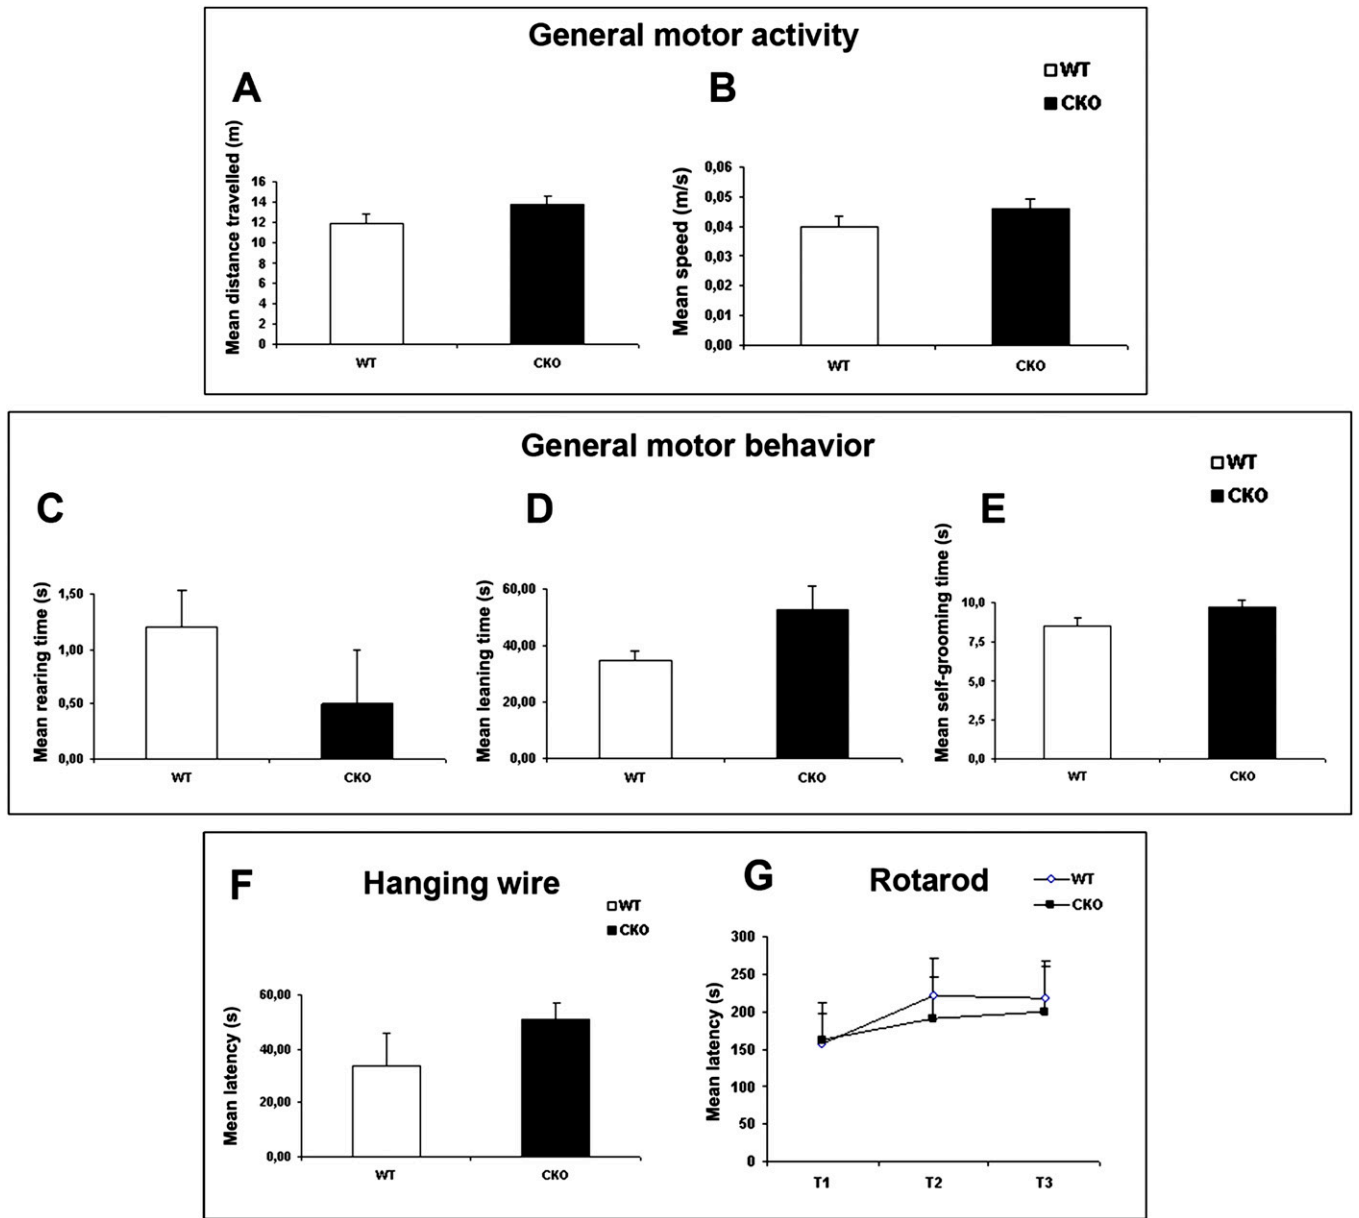 General motor activity
WT
CKO
A
B
Mean distance travelled (m)
16
14
12
10
8
6
4
2
0
WT
CKO
Mean speed (m/s)
0,06
0,05
0,04
0,03
0,02
0,01
0,00
WT
CKO
General motor behavior
WT
CKO
C
D
E
Mean rearing time (s)
1,50
1,00
0,50
0,00
WT
CKO
Mean leaning time (s)
60,00
40,00
20,00
0,00
WT
CKO
Mean self-grooming time (s)
10,0
7,5
5,0
2,5
0,0
WT
CKO
F
Hanging wire
WT
CKO
Mean latency (s)
60,00
40,00
20,00
0,00
WT
CKO
G
Rotarod
WT
CKO
Mean latency (s)
300
250
200
150
100
50
0
T1
T2
T3